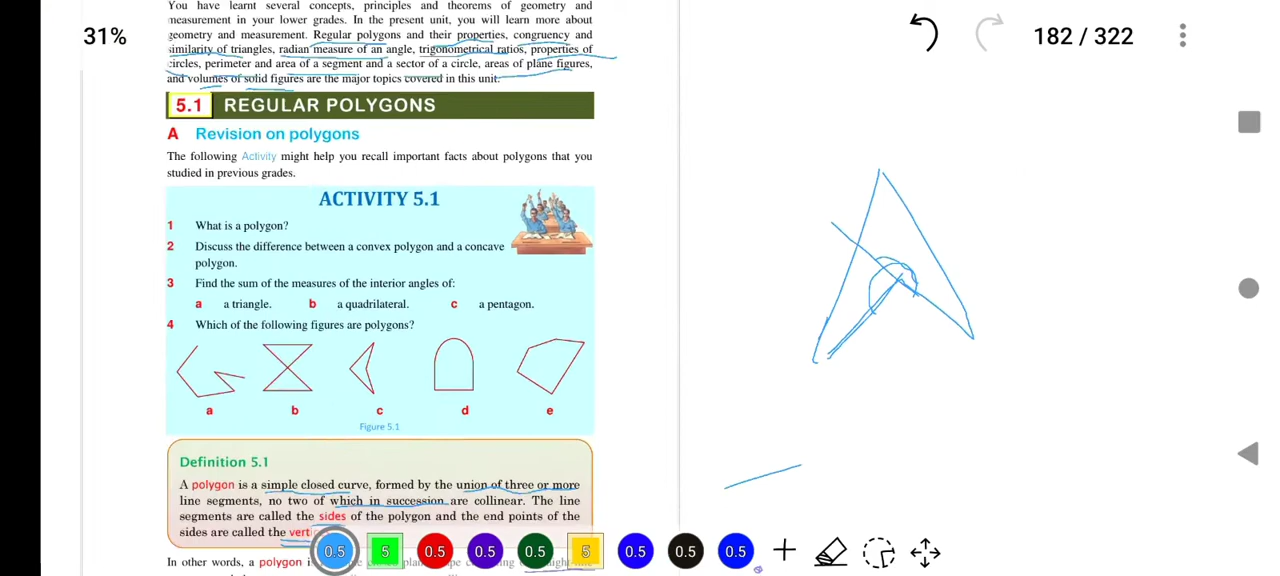 You have learnt several concepts, principles and theorems of geometry and
measurement in your lower grades. In the present unit, you will learn more about
geometry and measurement. Regular polygons and their properties, congruency and
similarity of triangles, radian measure of an angle, trigonometrical ratios, properties of
circles, perimeter and area of a segment and a sector of a circle, areas of plane figures,
and volumes of solid figures are the major topics covered in this unit.
31%
182 / 322
5.1 REGULAR POLYGONS
A Revision on polygons
The following Activity might help you recall important facts about polygons that you
studied in previous grades.
ACTIVITY 5.1
1 What is a polygon?
2 Discuss the difference between a convex polygon and a concave
polygon.
3 Find the sum of the measures of the interior angles of:
a a triangle. b a quadrilateral. c a pentagon.
4 Which of the following figures are polygons?
a b c d e
Figure 5.1
Definition 5.1
A polygon is a simple closed curve, formed by the union of three or more
line segments, no two of which in succession are collinear. The line
segments are called the sides of the polygon and the end points of the
sides are called the verti
0.5 5 0.5 0.5 0.5 5 0.5 0.5 0.5
In other words, a polygon